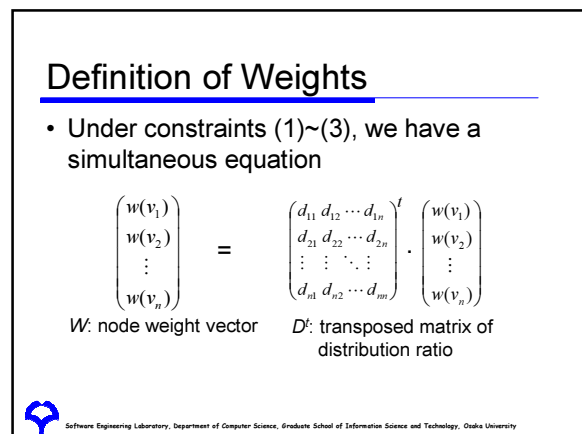 Definition of Weights
• Under constraints (1)~(3), we have a
simultaneous equation
w(v₁)
w(v₂)
⋮
w(vₙ)
=
d₁₁ d₁₂ ⋯ d₁ₙ
d₂₁ d₂₂ ⋯ d₂ₙ
⋮ ⋮ ⋱ ⋮
dₙ₁ dₙ₂ ⋯ dₙₙ
t
·
w(v₁)
w(v₂)
⋮
w(vₙ)
W: node weight vector
Dᵗ: transposed matrix of
distribution ratio
Software Engineering Laboratory, Department of Computer Science, Graduate School of Information Science and Technology, Osaka University